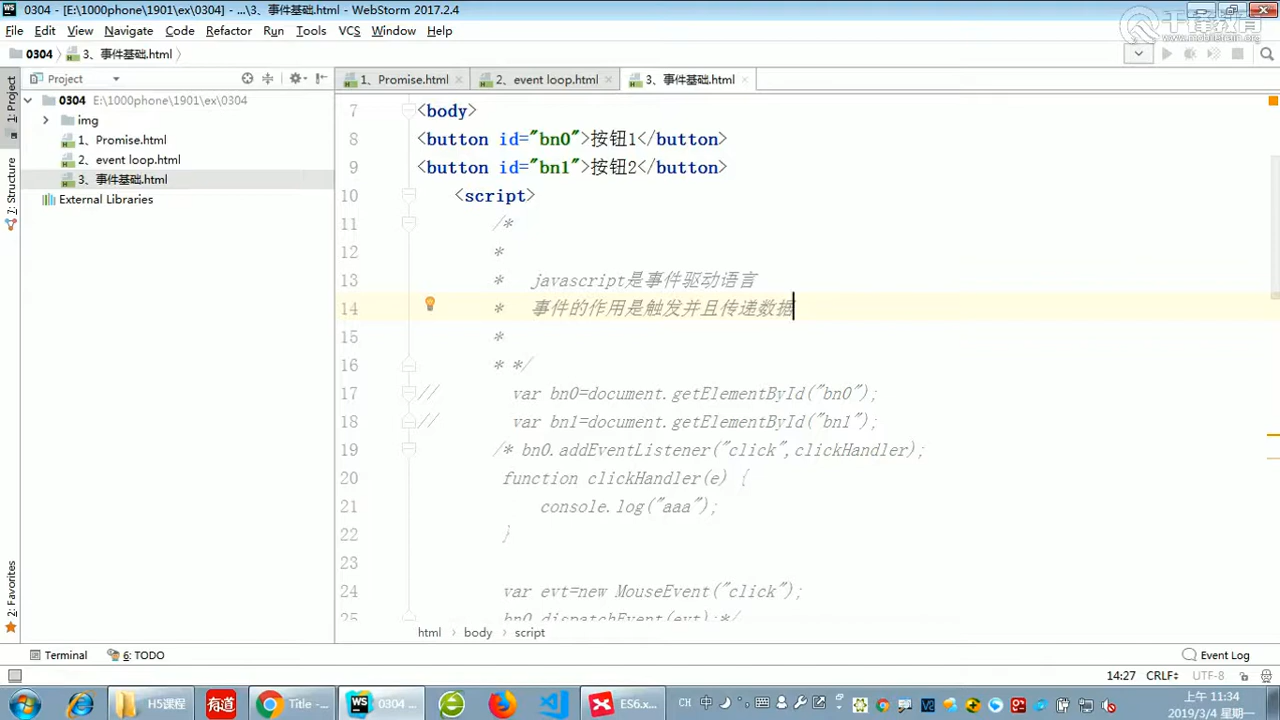 0304 - [E:\1000phone\1901\ex\0304] - ...\3、事件基础.html - WebStorm 2017.2.4
千锋教育
www.mobiletrain.org
File Edit View Navigate Code Refactor Run Tools VCS Window Help
0304 3、事件基础.html
Project
1、Promise.html
2、event loop.html
3、事件基础.html
1: Project
7: Structure
2: Favorites
0304 E:\1000phone\1901\ex\0304
img
1、Promise.html
2、event loop.html
3、事件基础.html
External Libraries
7 <body>
8 <button id="bn0">按钮1</button>
9 <button id="bn1">按钮2</button>
10 <script>
11 /*
12 *
13 * javascript是事件驱动语言
14 * 事件的作用是触发并且传递数据
15 *
16 * */
17 // var bn0=document.getElementById("bn0");
18 // var bn1=document.getElementById("bn1");
19 /* bn0.addEventListener("click",clickHandler);
20 function clickHandler(e) {
21 console.log("aaa");
22 }
23
24 var evt=new MouseEvent("click");
25 bn0.dispatchEvent(evt);*/
html body script
Terminal 6: TODO Event Log
14:27 CRLF UTF-8
H5课程 有道 Title -... WS 0304 ... ES6.x... CH 中
上午 11:34
2019/3/4 星期一